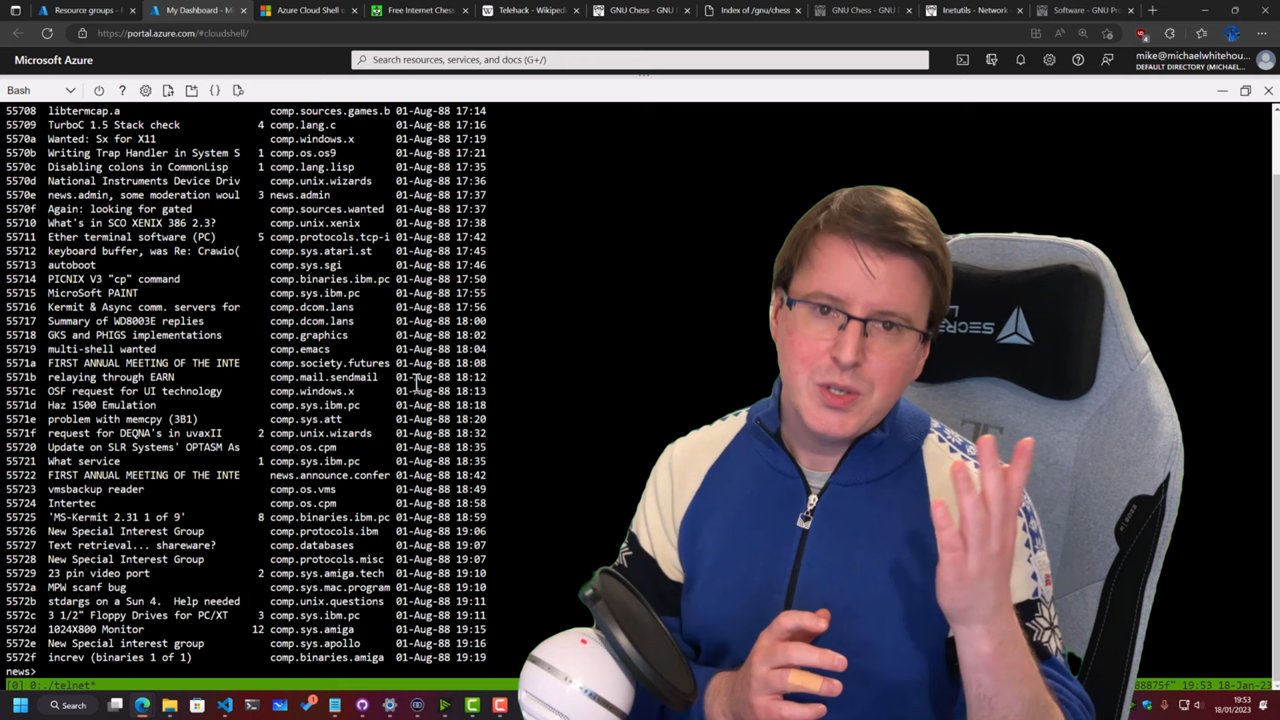 Resource groups - M
My Dashboard - Mic
Azure Cloud Shell o
Free Internet Chess
Telehack - Wikiped
GNU Chess - GNU
Index of /gnu/chess
GNU Chess - GNU
Inetutils - Network
Software - GNU Pr
https://portal.azure.com/#cloudshell/
Microsoft Azure
Search resources, services, and docs (G+/)
mike@michaelwhitehou...
DEFAULT DIRECTORY (MICHAEL...
Bash
55708 libtermcap.a comp.sources.games.b 01-Aug-88 17:14
55709 TurboC 1.5 Stack check 4 comp.lang.c 01-Aug-88 17:16
5570a Wanted: Sx for X11 comp.windows.x 01-Aug-88 17:19
5570b Writing Trap Handler in System S 1 comp.os.os9 01-Aug-88 17:21
5570c Disabling colons in CommonLisp 1 comp.lang.lisp 01-Aug-88 17:35
5570d National Instruments Device Driv comp.unix.wizards 01-Aug-88 17:36
5570e news.admin, some moderation woul 3 news.admin 01-Aug-88 17:37
5570f Again: looking for gated comp.sources.wanted 01-Aug-88 17:37
55710 What's in SCO XENIX 386 2.3? comp.unix.xenix 01-Aug-88 17:38
55711 Ether terminal software (PC) 5 comp.protocols.tcp-i 01-Aug-88 17:42
55712 keyboard buffer, was Re: Crawio( comp.sys.atari.st 01-Aug-88 17:45
55713 autoboot comp.sys.sgi 01-Aug-88 17:46
55714 PICNIX V3 "cp" command comp.binaries.ibm.pc 01-Aug-88 17:50
55715 MicroSoft PAINT comp.sys.ibm.pc 01-Aug-88 17:55
55716 Kermit & Async comm. servers for comp.dcom.lans 01-Aug-88 17:56
55717 Summary of WD8003E replies comp.dcom.lans 01-Aug-88 18:00
55718 GKS and PHIGS implementations comp.graphics 01-Aug-88 18:02
55719 multi-shell wanted comp.emacs 01-Aug-88 18:04
5571a FIRST ANNUAL MEETING OF THE INTE comp.society.futures 01-Aug-88 18:08
5571b relaying through EARN comp.mail.sendmail 01-Aug-88 18:12
5571c OSF request for UI technology comp.windows.x 01-Aug-88 18:13
5571d Haz 1500 Emulation comp.sys.ibm.pc 01-Aug-88 18:18
5571e problem with memcpy (3B1) comp.sys.att 01-Aug-88 18:20
5571f request for DEQNA's in uvaxII 2 comp.unix.wizards 01-Aug-88 18:32
55720 Update on SLR Systems' OPTASM As comp.os.cpm 01-Aug-88 18:35
55721 What service 1 comp.sys.ibm.pc 01-Aug-88 18:35
55722 FIRST ANNUAL MEETING OF THE INTE news.announce.confer 01-Aug-88 18:42
55723 vmsbackup reader comp.os.vms 01-Aug-88 18:49
55724 Intertec comp.os.cpm 01-Aug-88 18:58
55725 'MS-Kermit 2.31 1 of 9' 8 comp.binaries.ibm.pc 01-Aug-88 18:59
55726 New Special Interest Group comp.protocols.ibm 01-Aug-88 19:06
55727 Text retrieval... shareware? comp.databases 01-Aug-88 19:07
55728 New Special Interest Group comp.protocols.misc 01-Aug-88 19:07
55729 23 pin video port 2 comp.sys.amiga.tech 01-Aug-88 19:10
5572a MPW scanf bug comp.sys.mac.program 01-Aug-88 19:10
5572b stdargs on a Sun 4. Help needed comp.unix.questions 01-Aug-88 19:11
5572c 3 1/2" Floppy Drives for PC/XT 3 comp.sys.ibm.pc 01-Aug-88 19:11
5572d 1024X800 Monitor 12 comp.sys.amiga 01-Aug-88 19:15
5572e New Special interest group comp.sys.apollo 01-Aug-88 19:16
5572f increv (binaries 1 of 1) comp.binaries.amiga 01-Aug-88 19:19
news>
[0] 0:./telnet* 88875f" 19:53 18-Jan-23
Search
19:53
18/01/2023